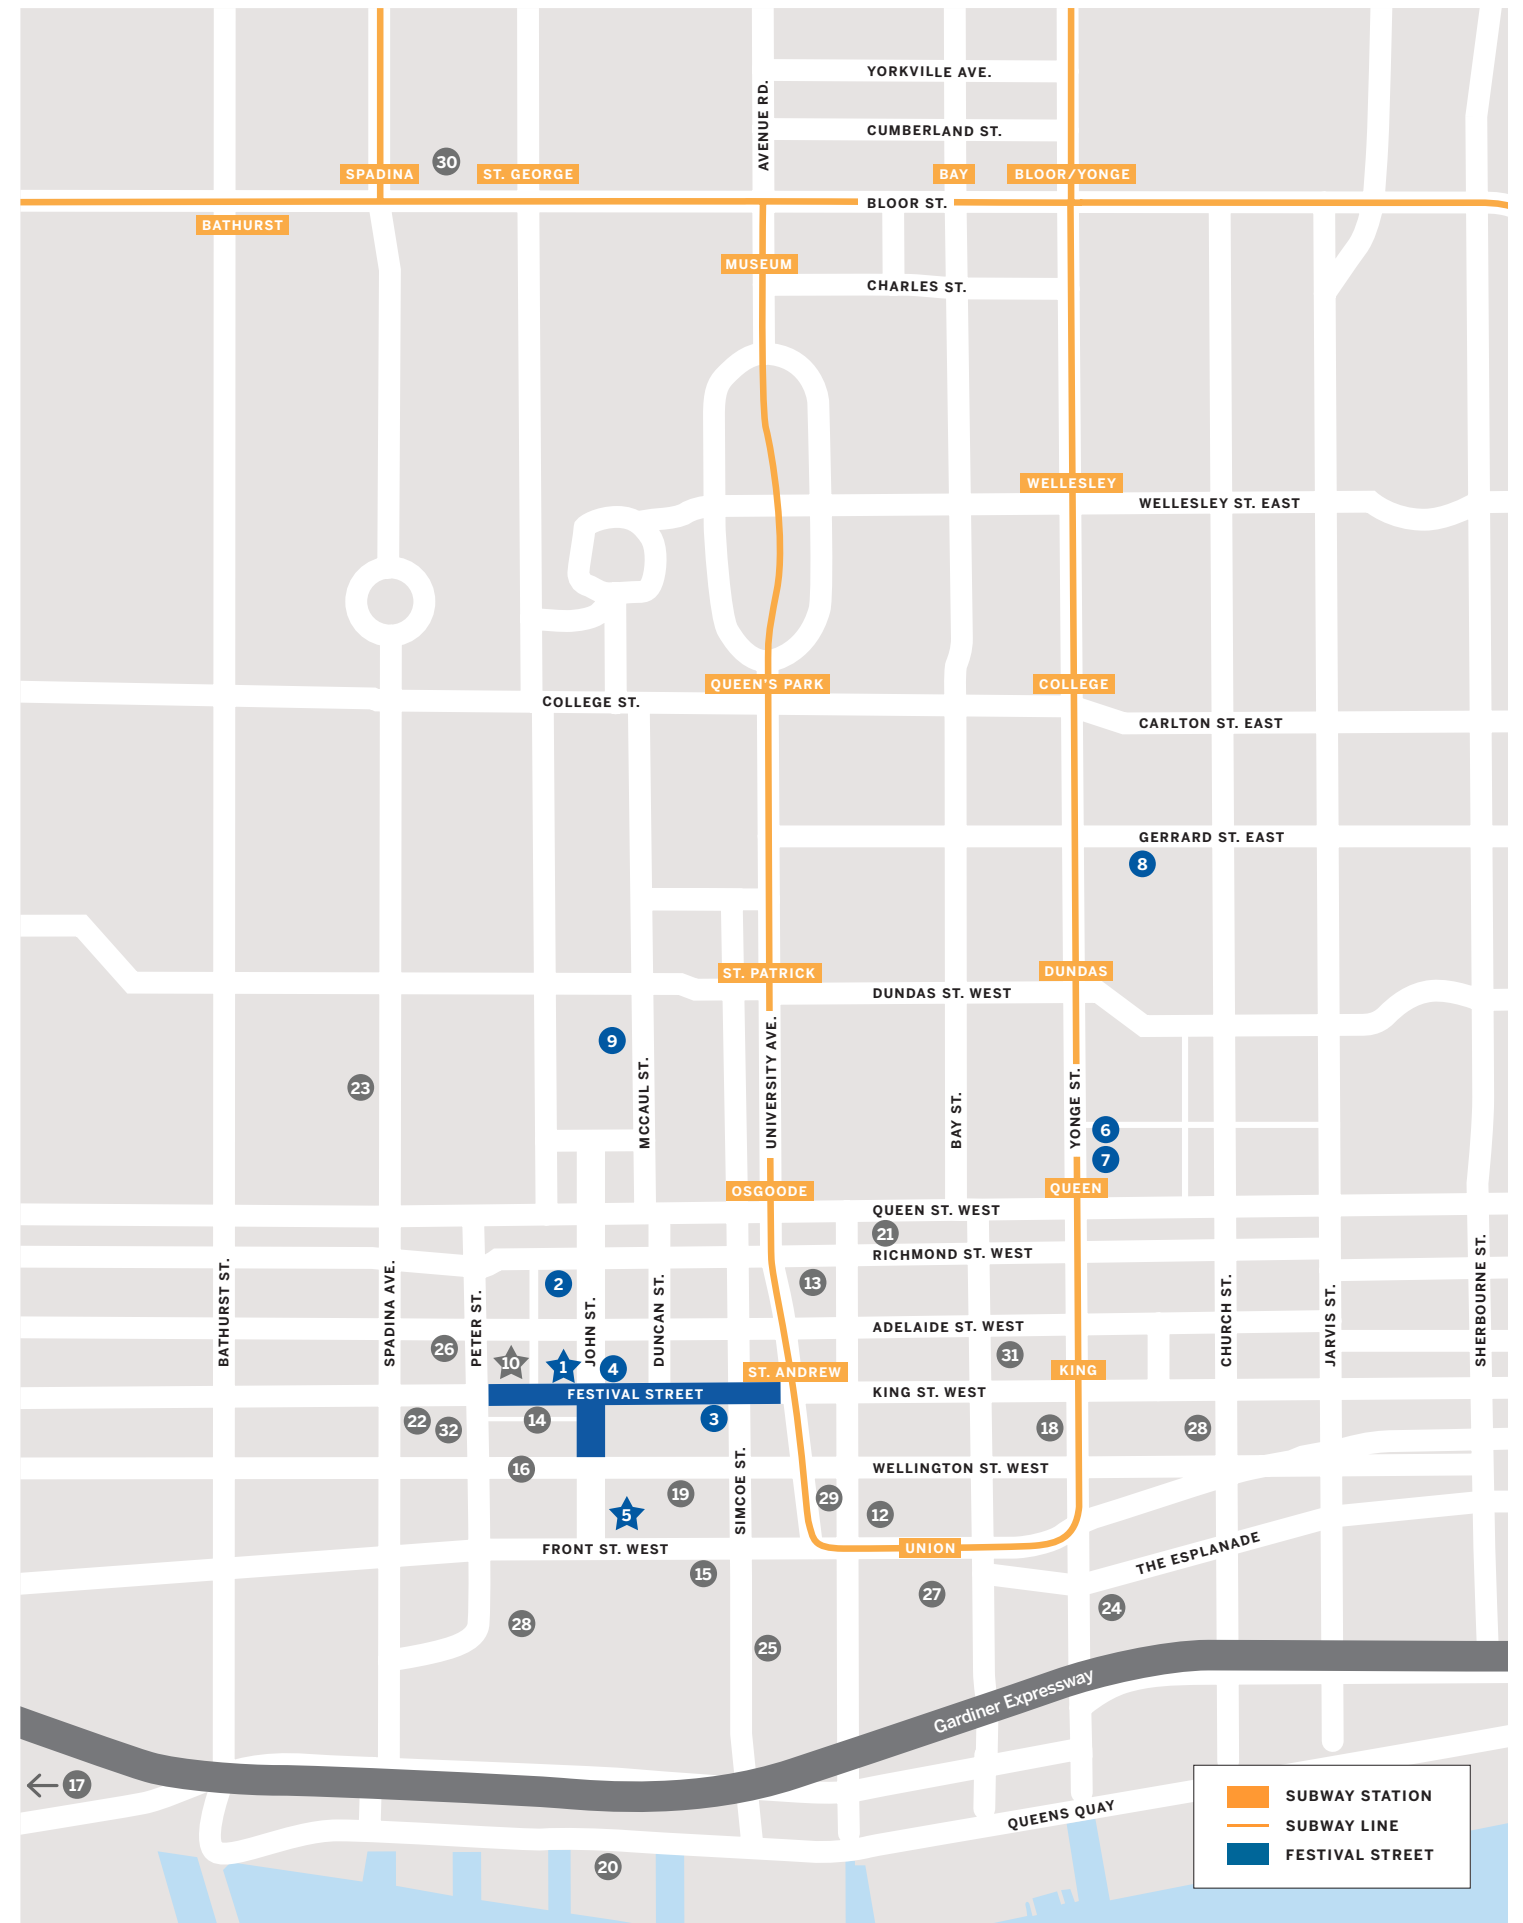 YORKVILLE AVE.
AVENUE RD.
CUMBERLAND ST.
30
SPADINA
ST. GEORGE
BAY
BLOOR/YONGE
BLOOR ST.
BATHURST
MUSEUM
CHARLES ST.
WELLESLEY
WELLESLEY ST. EAST
QUEEN'S PARK
COLLEGE
COLLEGE ST.
CARLTON ST. EAST
GERRARD ST. EAST
8
ST. PATRICK
DUNDAS
DUNDAS ST. WEST
9
23
MCCAUL ST.
UNIVERSITY AVE.
BAY ST.
YONGE ST.
6
7
OSGOODE
QUEEN
QUEEN ST. WEST
21
RICHMOND ST. WEST
2
13
BATHURST ST.
SPADINA AVE.
PETER ST.
JOHN ST.
DUNCAN ST.
CHURCH ST.
JARVIS ST.
SHERBOURNE ST.
ADELAIDE ST. WEST
26
10
1
4
31
ST. ANDREW
KING
FESTIVAL STREET
KING ST. WEST
22
32
14
3
18
28
16
WELLINGTON ST. WEST
SIMCOE ST.
19
29
5
12
FRONT ST. WEST
UNION
THE ESPLANADE
15
27
24
28
25
Gardiner Expressway
17
QUEENS QUAY
20
SUBWAY STATION
SUBWAY LINE
FESTIVAL STREET